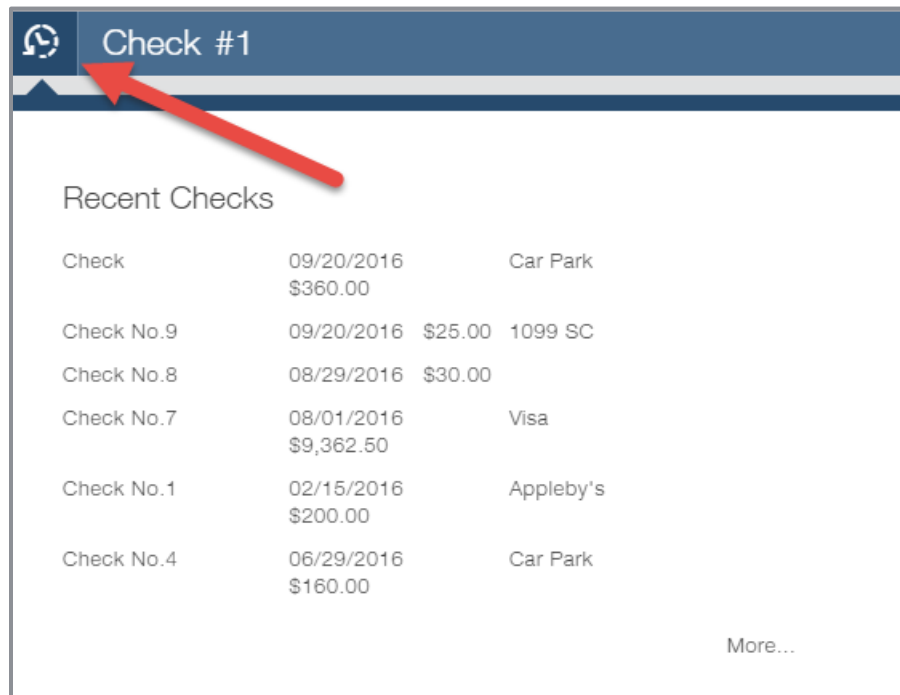 Check #1
Recent Checks
Check 09/20/2016 Car Park
$360.00
Check No.9 09/20/2016 $25.00 1099 SC
Check No.8 08/29/2016 $30.00
Check No.7 08/01/2016 Visa
$9,362.50
Check No.1 02/15/2016 Appleby's
$200.00
Check No.4 06/29/2016 Car Park
$160.00
More...